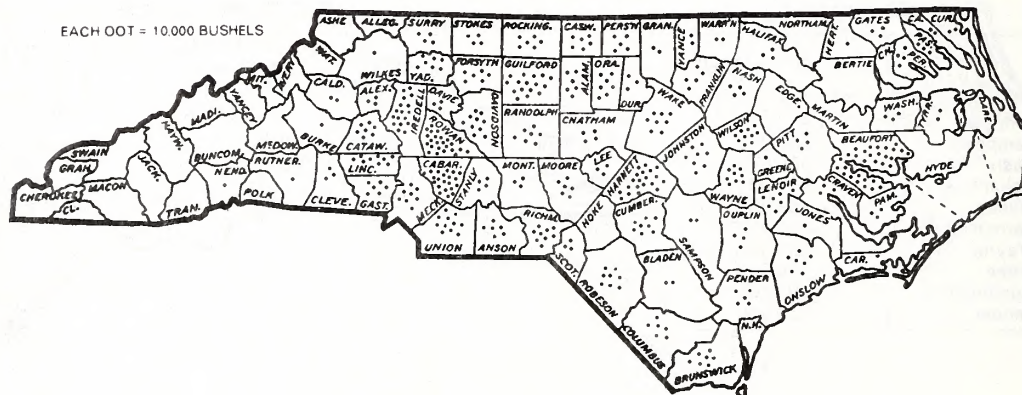 EACH OOT = 10,000 BUSHELS
ASHE ALLEG. SURRY STOKES ROCKING. CASW. PERS'N GRAN. VANCE WARR'N NORTHAM. HERT. GATES CA. CUR.
WAT. WILKES YAD. FORSYTH GUILFORD ALAM. ORA. DUR. FRANKLIN HALIFAX BERTIE CH. PER. PAS.
MIT. AVERY CALD. ALEX. IREDELL DAVIE DAVIDSON RANDOLPH CHATHAM WAKE NASH EDGE. MARTIN WASH. TYR. DARE
MADI. YANCEY BURKE CATAW. ROWAN JOHNSTON WILSON PITT BEAUFORT HYDE
SWAIN HAYW. BUNCOM. McDOW. RUTHER. LINC. CABAR. STANLY MONT. MOORE LEE HARNETT WAYNE GREENE LENOIR CRAVEN PAM.
GRAH. CHEROKEE MACON JACK. HEND. POLK CLEVE. GAST. MECK. RICHM. HOKE CUMBER. SAMPSON OUPLIN JONES CAR.
CL. TRAN. UNION ANSON SCOT. ROBESON BLADEN PENDER ONSLOW
COLUMBUS N.H.
BRUNSWICK